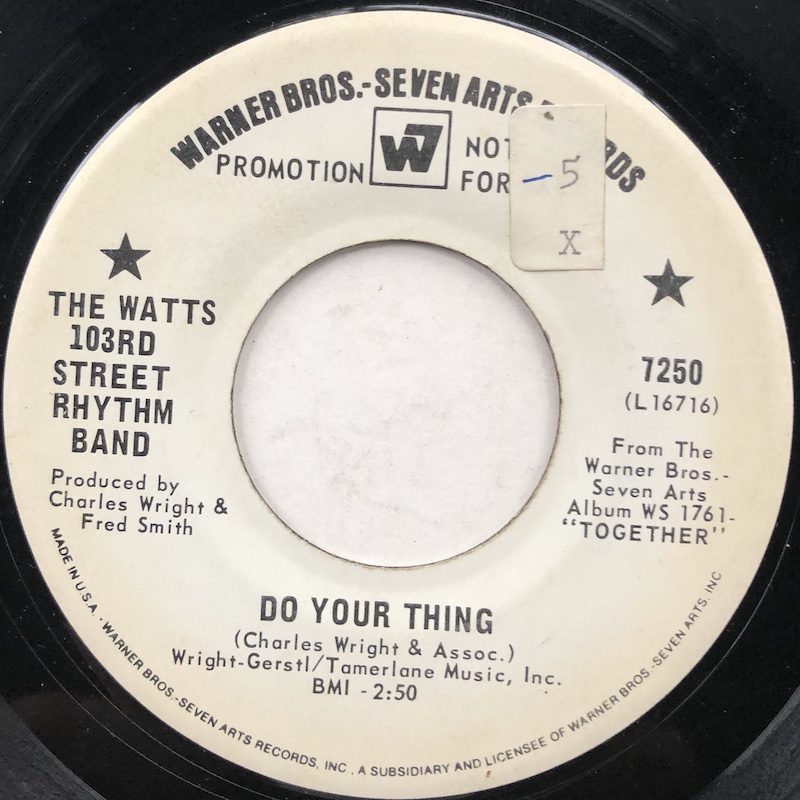 WARNER BROS.-SEVEN ARTS RECORDS
PROMOTION W7 NOT
FOR
-5
X
THE WATTS
103RD
STREET
RHYTHM
BAND
Produced by
Charles Wright &
Fred Smith
7250
(L16716)
From The
Warner Bros.-
Seven Arts
Album WS 1761-
"TOGETHER"
DO YOUR THING
(Charles Wright & Assoc.)
Wright-Gerstl/Tamerlane Music, Inc.
BMI - 2:50
MADE IN U.S.A. · WARNER BROS.-SEVEN ARTS RECORDS, INC., A SUBSIDIARY AND LICENSEE OF WARNER BROS.-SEVEN ARTS, INC